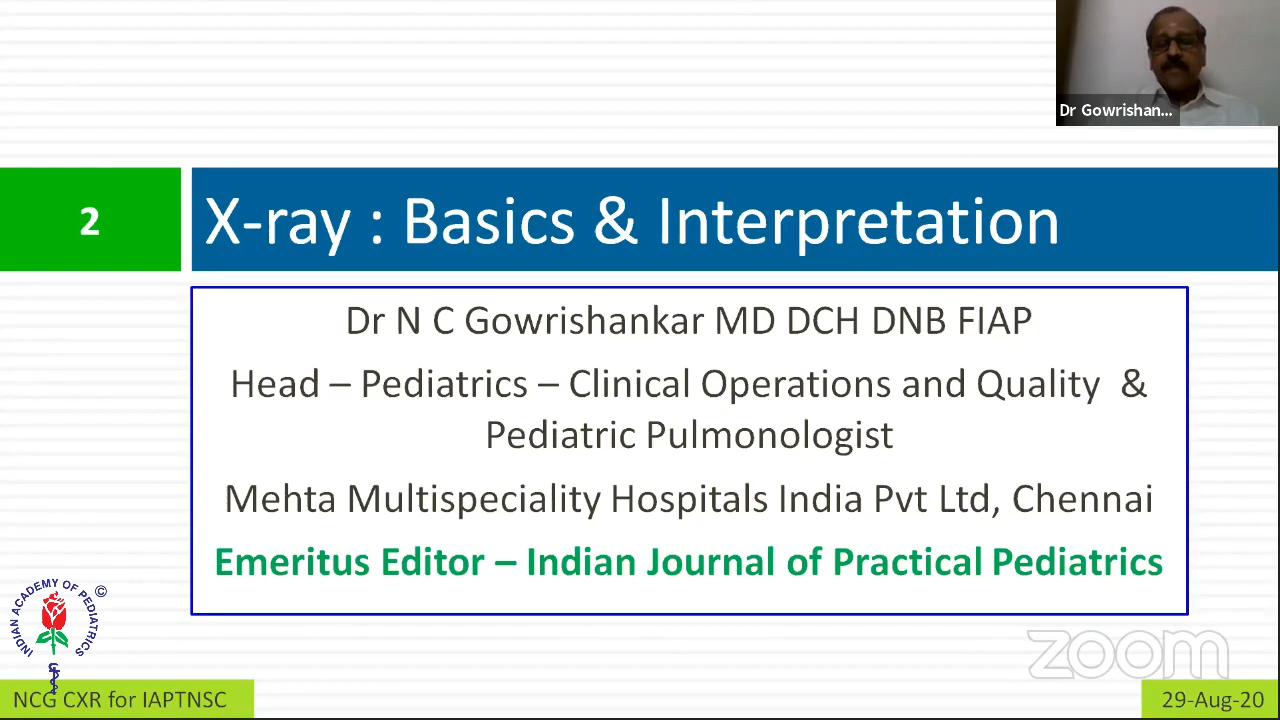 Dr Gowrishan...
2
X-ray : Basics & Interpretation
Dr N C Gowrishankar MD DCH DNB FIAP
Head – Pediatrics – Clinical Operations and Quality &
Pediatric Pulmonologist
Mehta Multispeciality Hospitals India Pvt Ltd, Chennai
Emeritus Editor – Indian Journal of Practical Pediatrics
INDIAN ACADEMY OF PEDIATRICS ©
zoom
NCG CXR for IAPTNSC
29-Aug-20